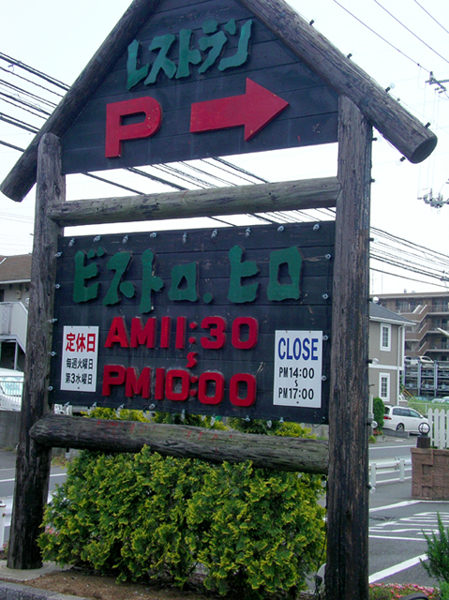 レストラン
P
ビストロ.ヒロ
AM11:30
〜
PM10:00
定休日
毎週火曜日
第3水曜日
CLOSE
PM14:00
〜
PM17:00